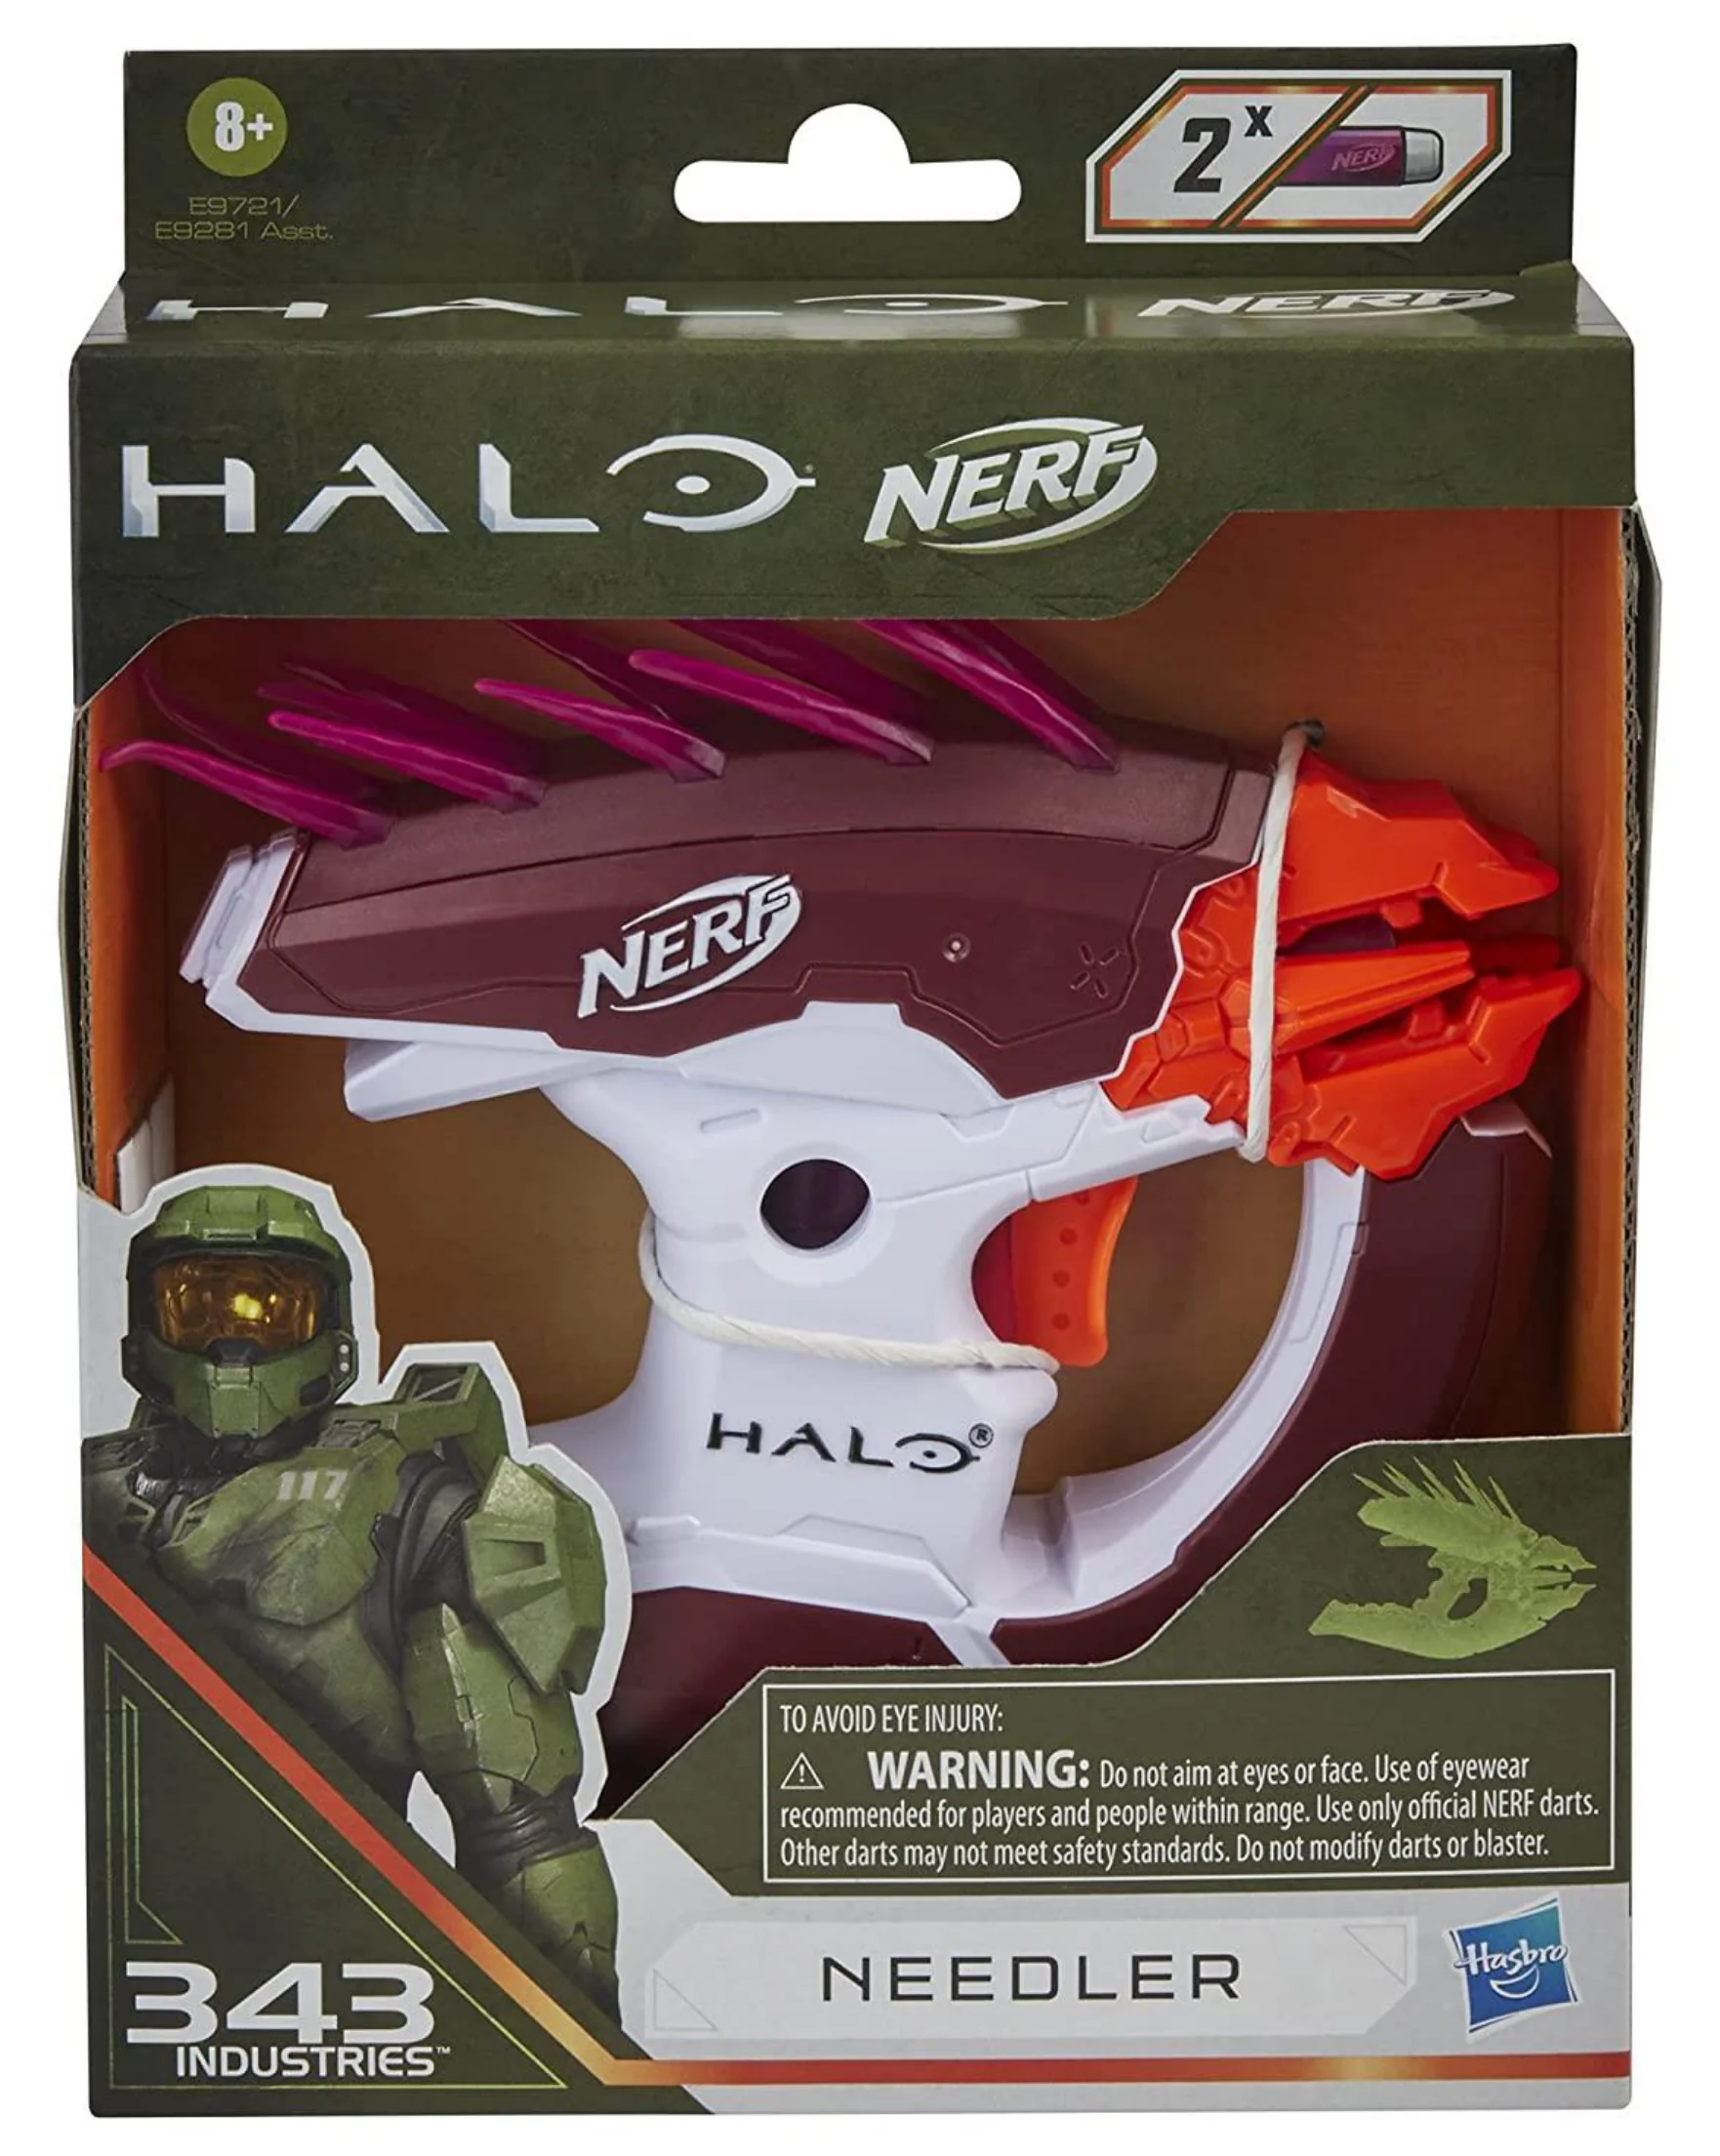 8+
E9721/
E9281 Asst.
2x
NERF
HALO NERF
HALO NERF
NERF
HALO®
117
TO AVOID EYE INJURY:
WARNING: Do not aim at eyes or face. Use of eyewear
recommended for players and people within range. Use only official NERF darts.
Other darts may not meet safety standards. Do not modify darts or blaster.
NEEDLER
Hasbro
343
INDUSTRIES™